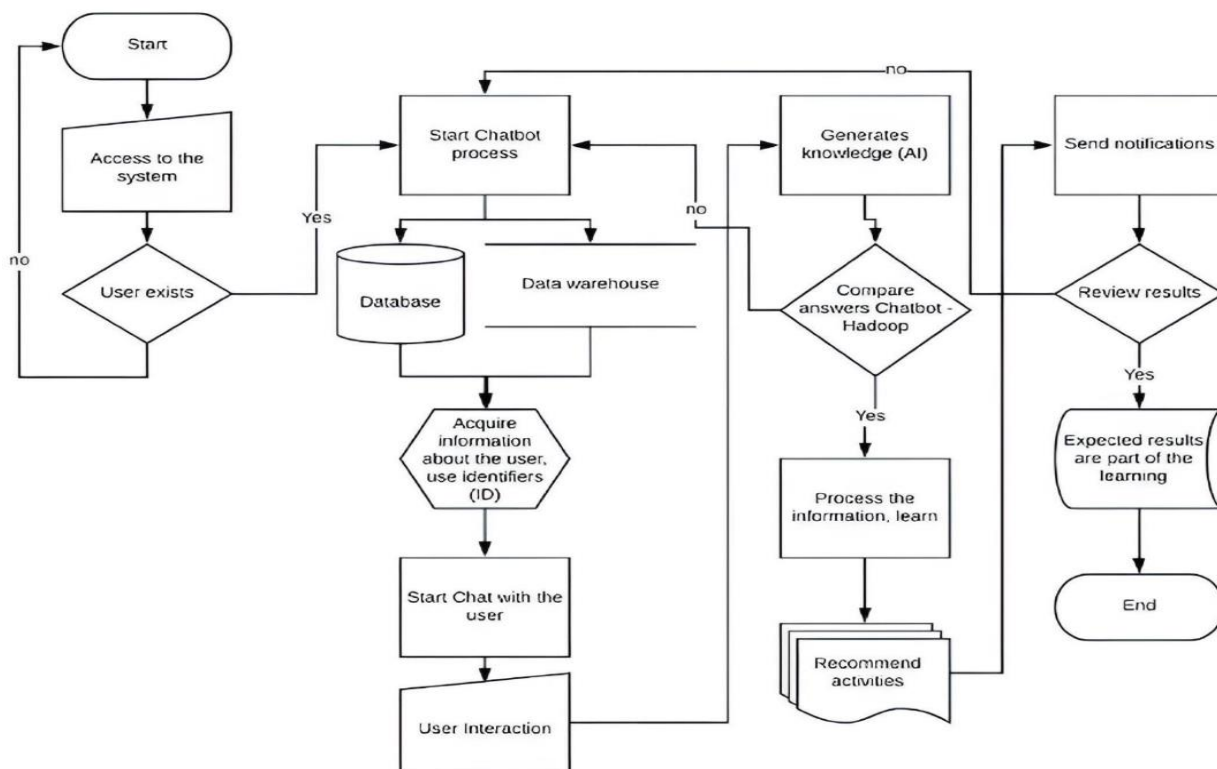 Start
Access to the
system
no
User exists
Yes
Start Chatbot
process
Database
Data warehouse
Acquire
information
about the user,
use identifiers
(ID)
Start Chat with the
user
User Interaction
no
no
Generates
knowledge (AI)
Compare
answers Chatbot -
Hadoop
Yes
Process the
information, learn
Recommend
activities
Send notifications
Review results
Yes
Expected results
are part of the
learning
End